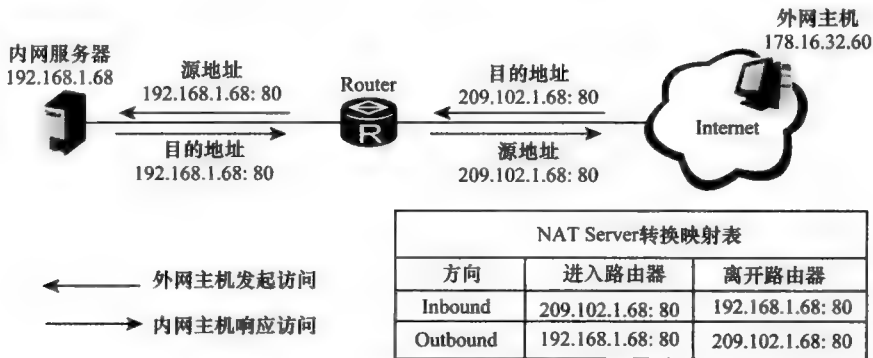 外网主机
178.16.32.60
内网服务器
192.168.1.68
源地址
192.168.1.68: 80
Router
目的地址
209.102.1.68: 80
R
Internet
目的地址
192.168.1.68: 80
源地址
209.102.1.68: 80
外网主机发起访问
内网主机响应访问
NAT Server转换映射表
方向 进入路由器 离开路由器
Inbound 209.102.1.68: 80 192.168.1.68: 80
Outbound 192.168.1.68: 80 209.102.1.68: 80